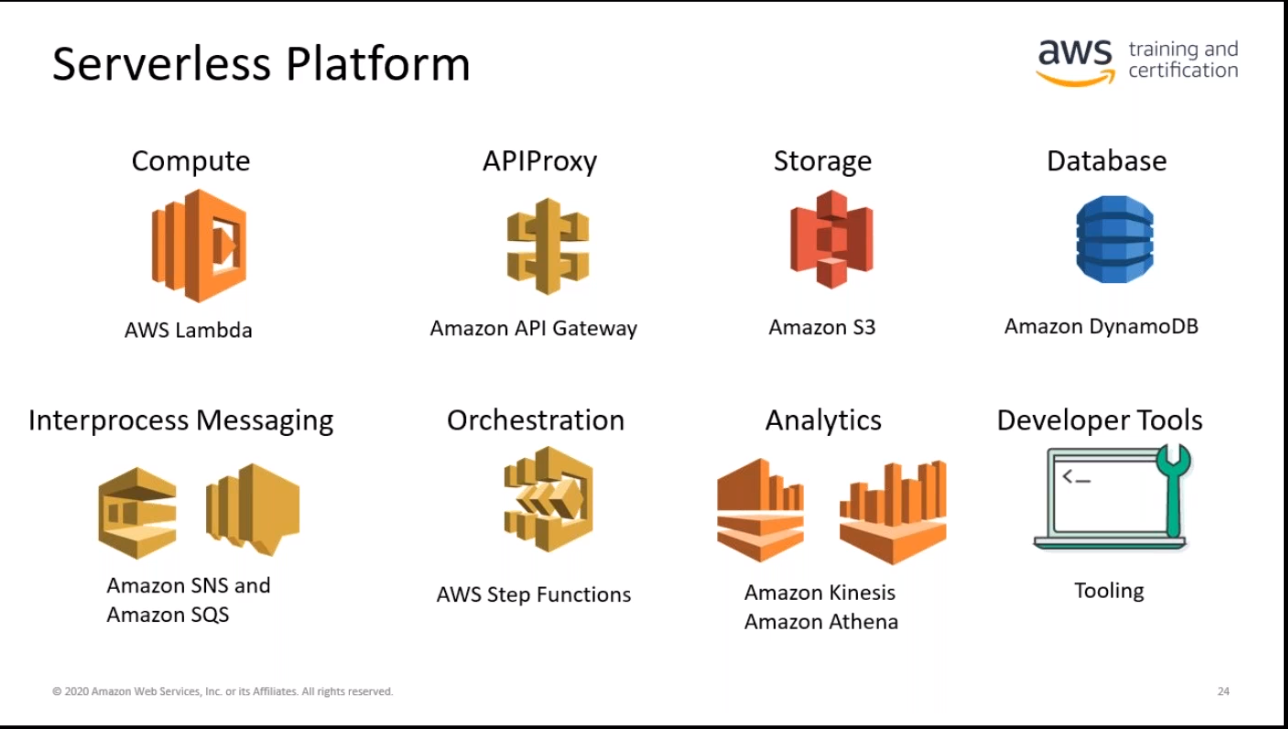 Serverless Platform
aws training and
certification
Compute
APIProxy
Storage
Database
AWS Lambda
Amazon API Gateway
Amazon S3
Amazon DynamoDB
Interprocess Messaging
Orchestration
Analytics
Developer Tools
<_
Amazon SNS and
Amazon SQS
AWS Step Functions
Amazon Kinesis
Amazon Athena
Tooling
© 2020 Amazon Web Services, Inc. or its Affiliates. All rights reserved.
24